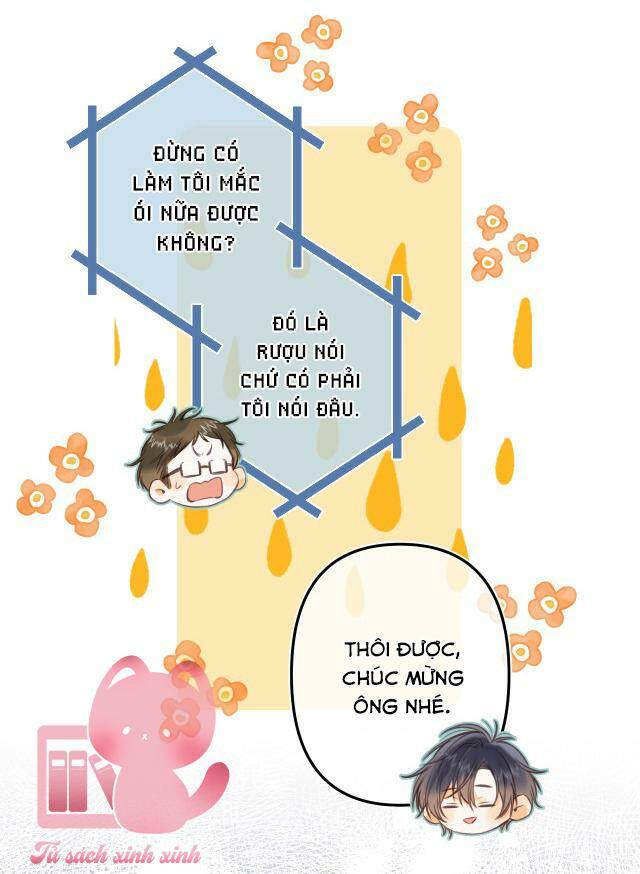 ĐỪNG CÓ
LÀM TÔI MẮC
ÓI NỮA ĐƯỢC
KHÔNG?
ĐÓ LÀ
RƯỢU NÓI
CHỨ CÓ PHẢI
TÔI NÓI ĐÂU.
THÔI ĐƯỢC,
CHÚC MỪNG
ÔNG NHÉ.
Tủ sách xinh xinh